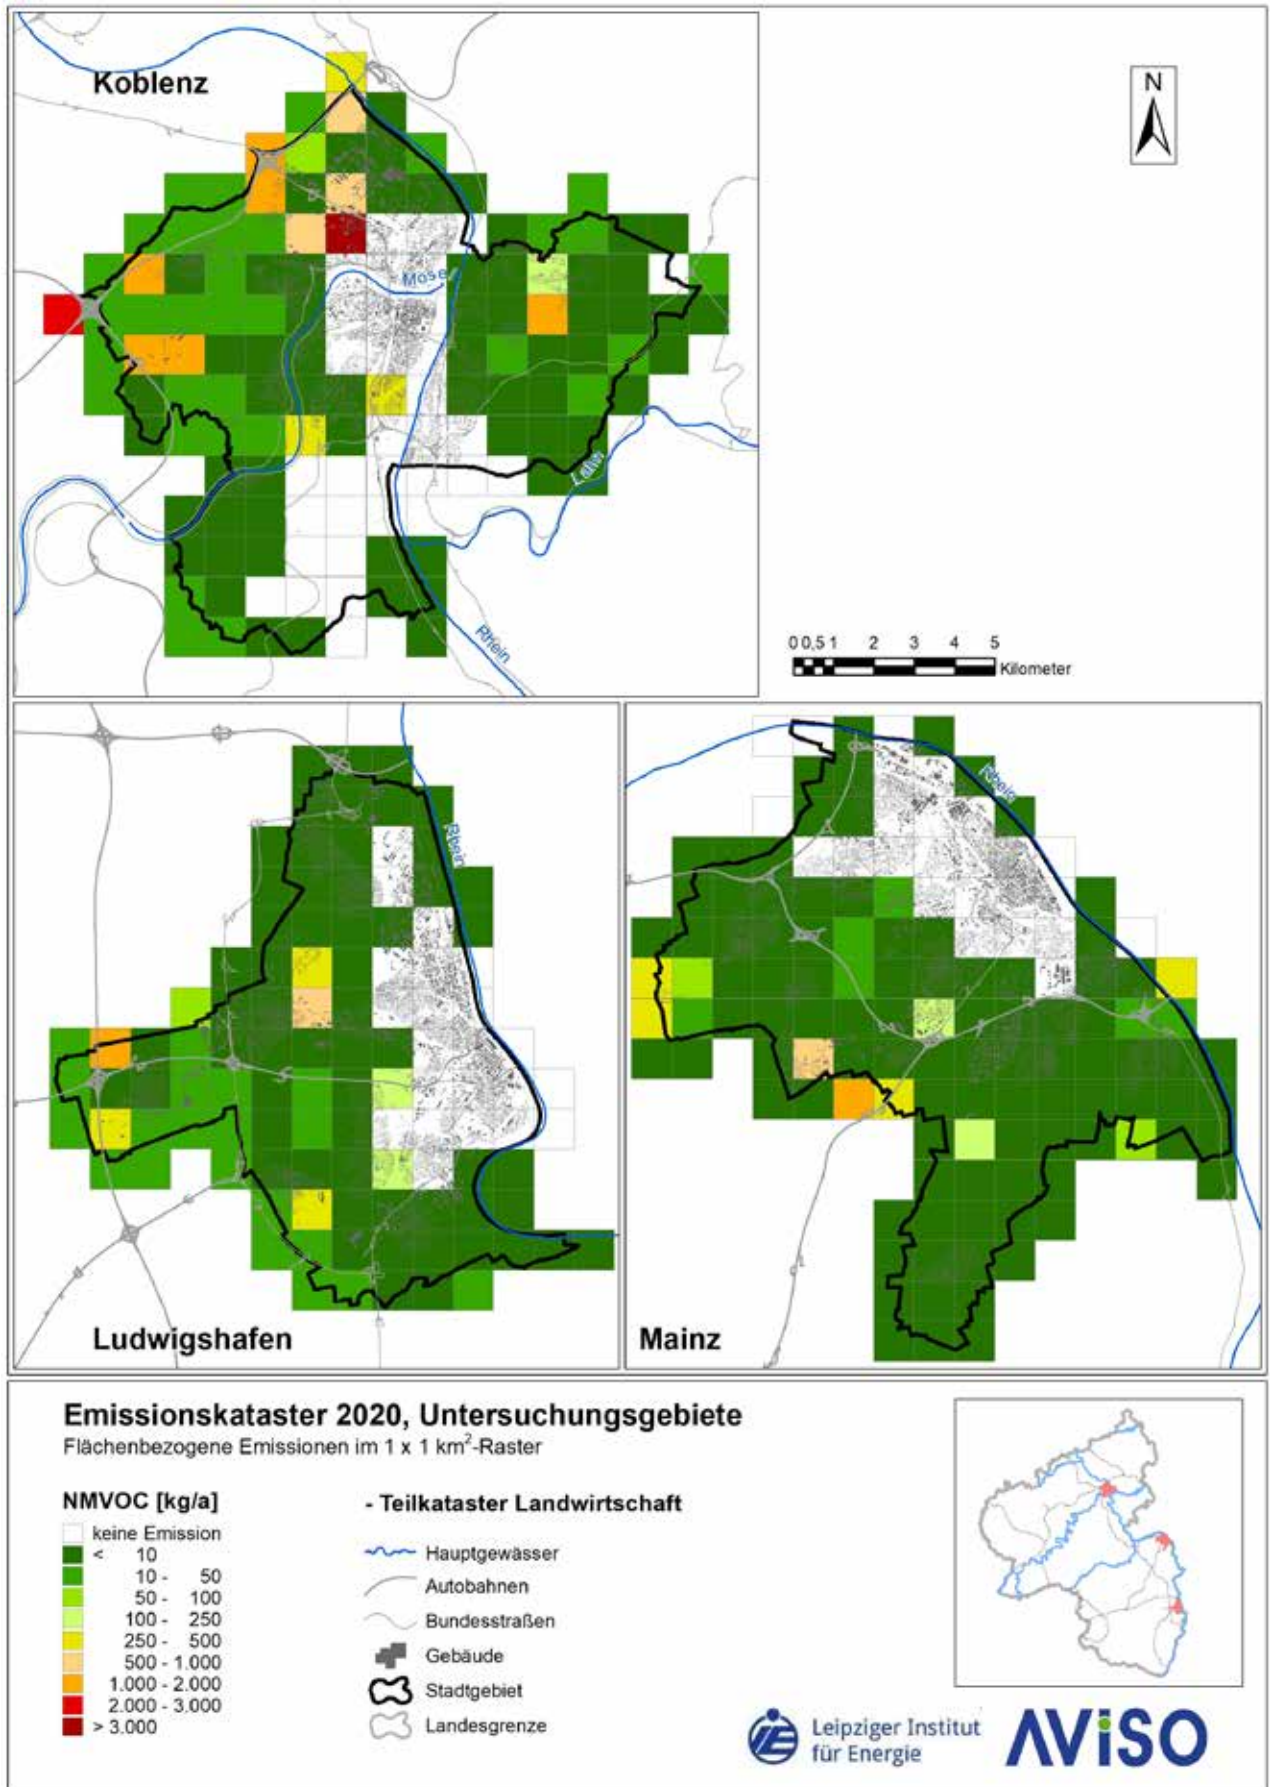 Koblenz
N
Mosel
Lahn
Rhein
0 0,5 1 2 3 4 5
Kilometer
Rhein
Ludwigshafen
Rhein
Mainz
Emissionskataster 2020, Untersuchungsgebiete
Flächenbezogene Emissionen im 1 x 1 km²-Raster
NMVOC [kg/a]
keine Emission
< 10
10 - 50
50 - 100
100 - 250
250 - 500
500 - 1.000
1.000 - 2.000
2.000 - 3.000
> 3.000
- Teilkataster Landwirtschaft
Hauptgewässer
Autobahnen
Bundesstraßen
Gebäude
Stadtgebiet
Landesgrenze
Leipziger Institut
für Energie
AViSO